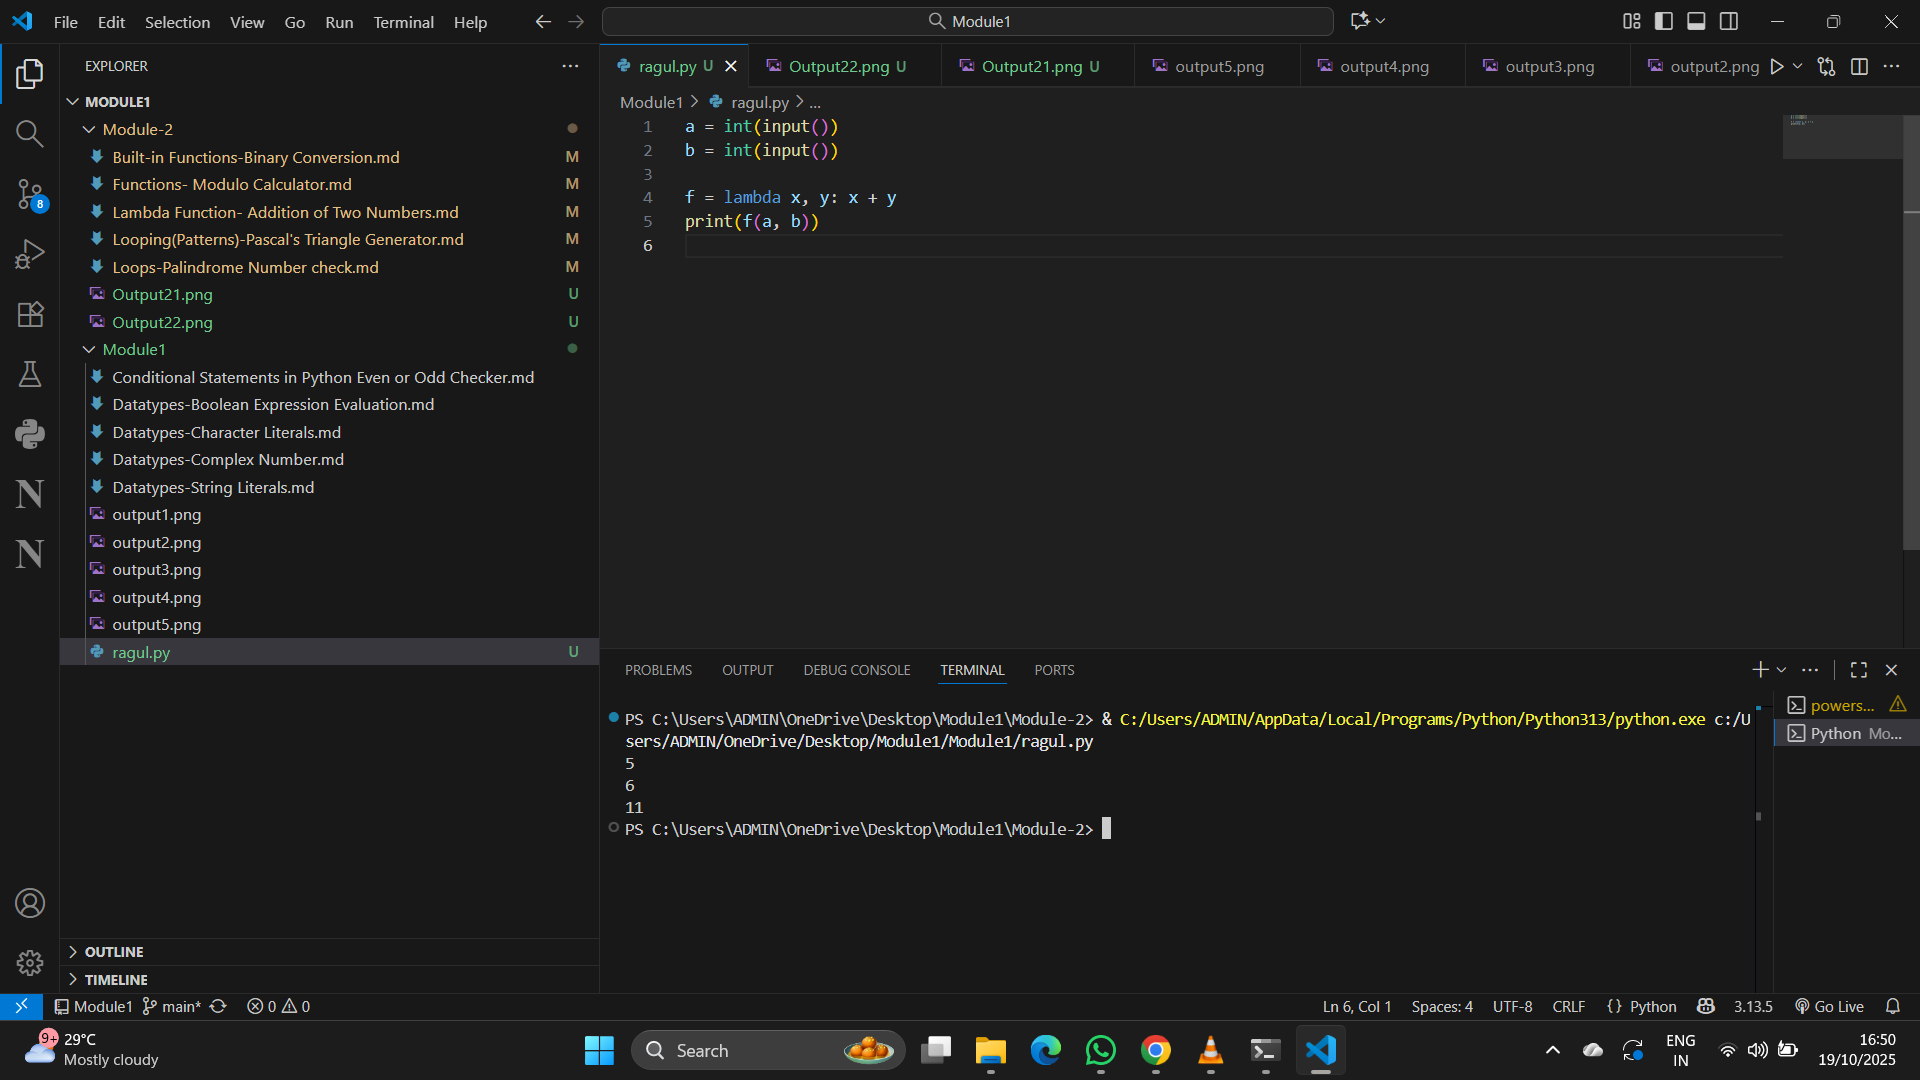 File Edit Selection View Go Run Terminal Help
Module1
EXPLORER
MODULE1
Module-2
Built-in Functions-Binary Conversion.md M
Functions- Modulo Calculator.md M
Lambda Function- Addition of Two Numbers.md M
Looping(Patterns)-Pascal's Triangle Generator.md M
Loops-Palindrome Number check.md M
Output21.png U
Output22.png U
Module1
Conditional Statements in Python Even or Odd Checker.md
Datatypes-Boolean Expression Evaluation.md
Datatypes-Character Literals.md
Datatypes-Complex Number.md
Datatypes-String Literals.md
output1.png
output2.png
output3.png
output4.png
output5.png
ragul.py U
OUTLINE
TIMELINE
8
N
N
ragul.py U Output22.png U Output21.png U output5.png output4.png output3.png output2.png
Module1 > ragul.py > ...
1 a = int(input())
2 b = int(input())
3
4 f = lambda x, y: x + y
5 print(f(a, b))
6
PROBLEMS OUTPUT DEBUG CONSOLE TERMINAL PORTS
PS C:\Users\ADMIN\OneDrive\Desktop\Module1\Module-2> & C:/Users/ADMIN/AppData/Local/Programs/Python/Python313/python.exe c:/U
sers/ADMIN/OneDrive/Desktop/Module1/Module1/ragul.py
5
6
11
PS C:\Users\ADMIN\OneDrive\Desktop\Module1\Module-2>
powers...
Python Mo...
Module1 main* 0 0 Ln 6, Col 1 Spaces: 4 UTF-8 CRLF {} Python 3.13.5 Go Live
9+
29°C
Mostly cloudy
Search
ENG
IN
16:50
19/10/2025